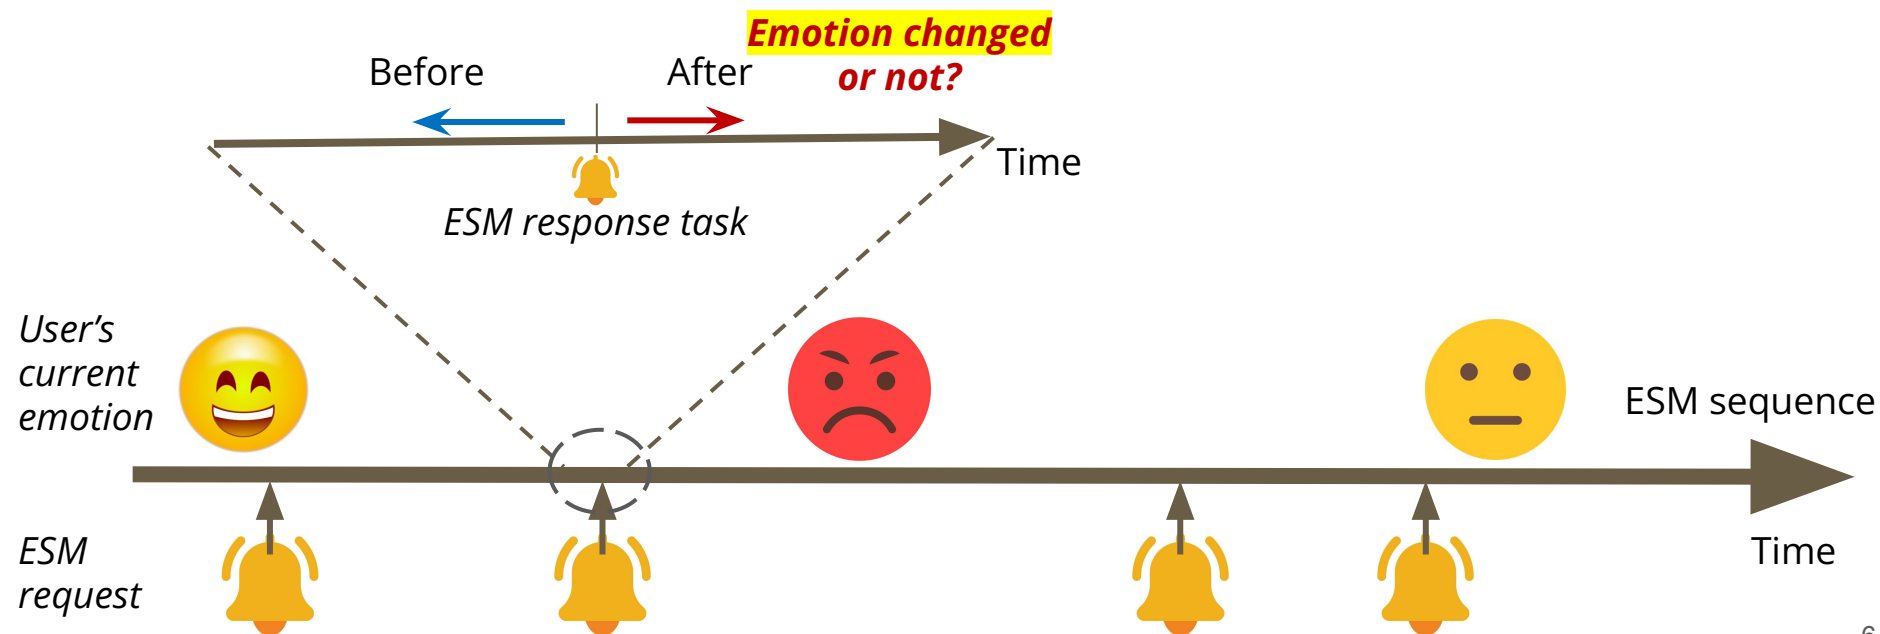 Emotion changed
or not?
Before
After
Time
ESM response task
User’s
current
emotion
ESM sequence
Time
ESM
request